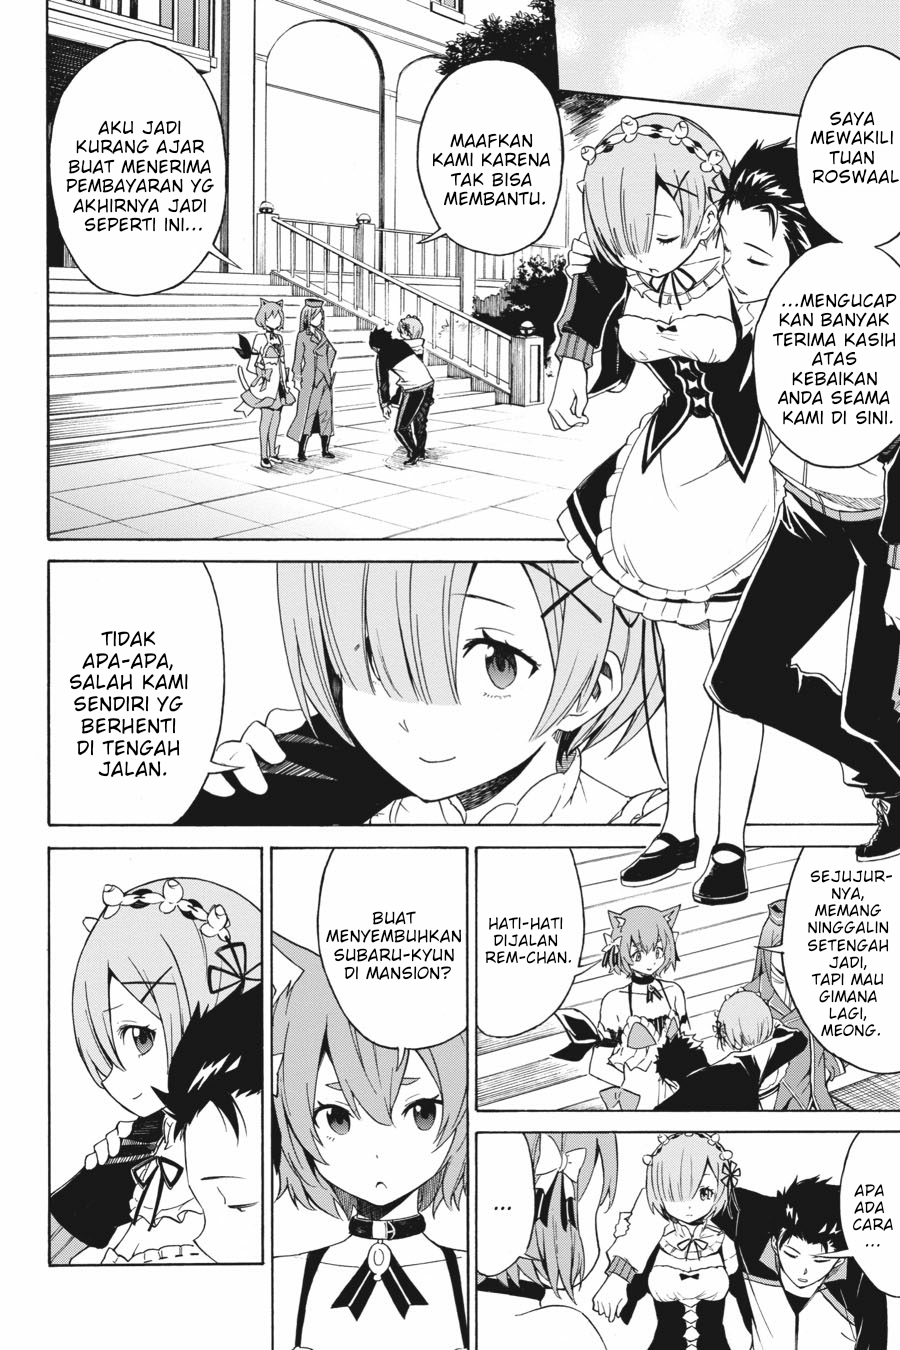 SAYA
MEWAKILI
TUAN
ROSWAAL
...MENGUCAP
KAN BANYAK
TERIMA KASIH
ATAS
KEBAIKAN
ANDA SEAMA
KAMI DI SINI.
MAAFKAN
KAMI KARENA
TAK BISA
MEMBANTU.
AKU JADI
KURANG AJAR
BUAT MENERIMA
PEMBAYARAN YG
AKHIRNYA JADI
SEPERTI INI...
TIDAK
APA-APA,
SALAH KAMI
SENDIRI YG
BERHENTI
DI TENGAH
JALAN.
SEJUJUR-
NYA,
MEMANG
NINGGALIN
SETENGAH
JADI,
TAPI MAU
GIMANA
LAGI,
MEONG.
HATI-HATI
DIJALAN
REM-CHAN.
APA
ADA
CARA
...
...
BUAT
MENYEMBUHKAN
SUBARU-KYUN
DI MANSION?